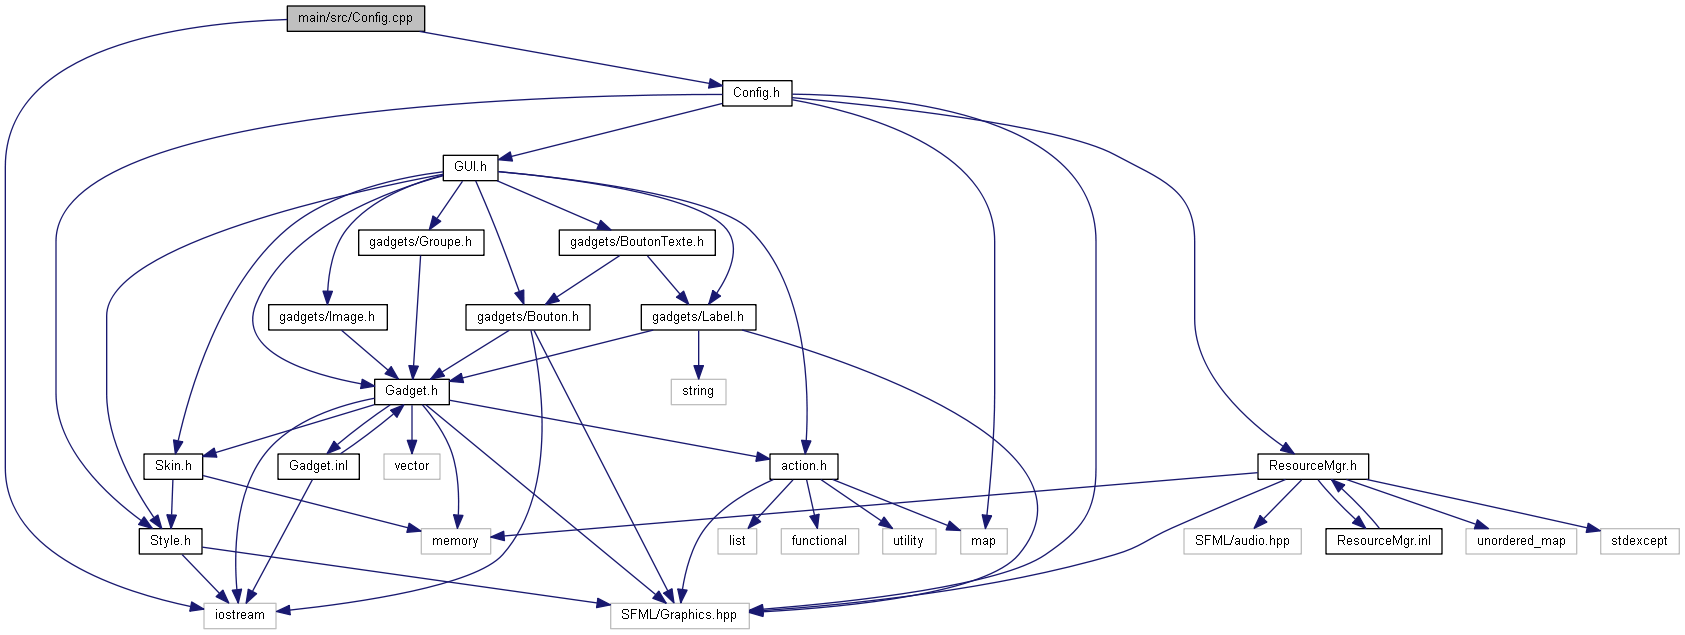 main/src/Config.cpp
Config.h
GUI.h
gadgets/Groupe.h
gadgets/BoutonTexte.h
gadgets/Image.h
gadgets/Bouton.h
gadgets/Label.h
Gadget.h
string
Skin.h
Gadget.inl
vector
action.h
ResourceMgr.h
Style.h
memory
list
functional
utility
map
SFML/audio.hpp
ResourceMgr.inl
unordered_map
stdexcept
iostream
SFML/Graphics.hpp